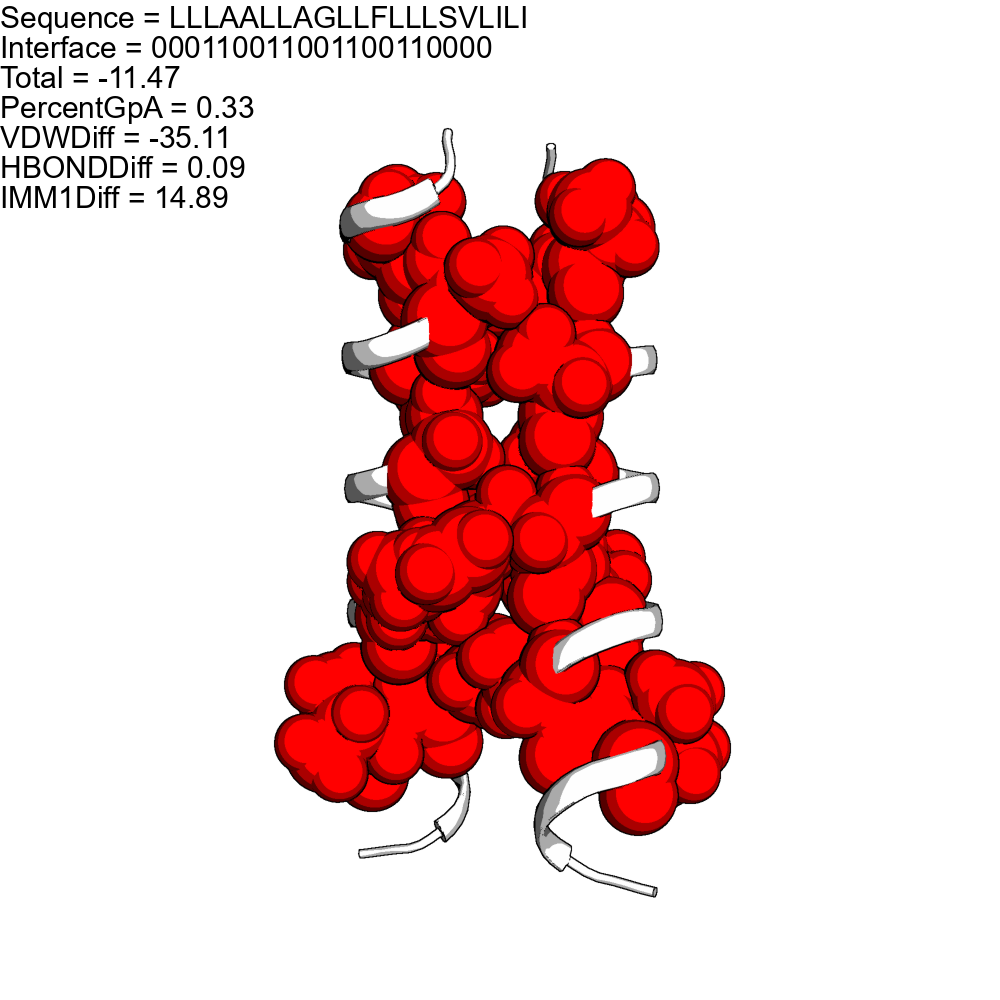 Sequence = LLLAALLAGLLFLLLSVLILI
Interface = 000110011001100110000
Total = -11.47
PercentGpA = 0.33
VDWDiff = -35.11
HBONDDiff = 0.09
IMM1Diff = 14.89